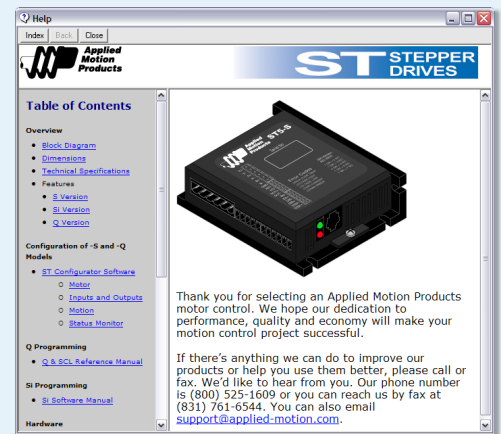 Help
Index Back Close
Applied
Motion
Products
ST STEPPER
DRIVES
Table of Contents
Overview
Block Diagram
Dimensions
Technical Specifications
Features
S Version
Si Version
Q Version
Configuration of -S and -Q
Models
ST Configurator Software
Motor
Inputs and Outputs
Motion
Status Monitor
Q Programming
Q & SCL Reference Manual
Si Programming
Si Software Manual
Hardware
Applied
Motion
Products
ST5-S
Error Codes
Thank you for selecting an Applied Motion Products
motor control. We hope our dedication to
performance, quality and economy will make your
motion control project successful.
If there's anything we can do to improve our
products or help you use them better, please call or
fax. We'd like to hear from you. Our phone number
is (800) 525-1609 or you can reach us by fax at
(831) 761-6544. You can also email
support@applied-motion.com.